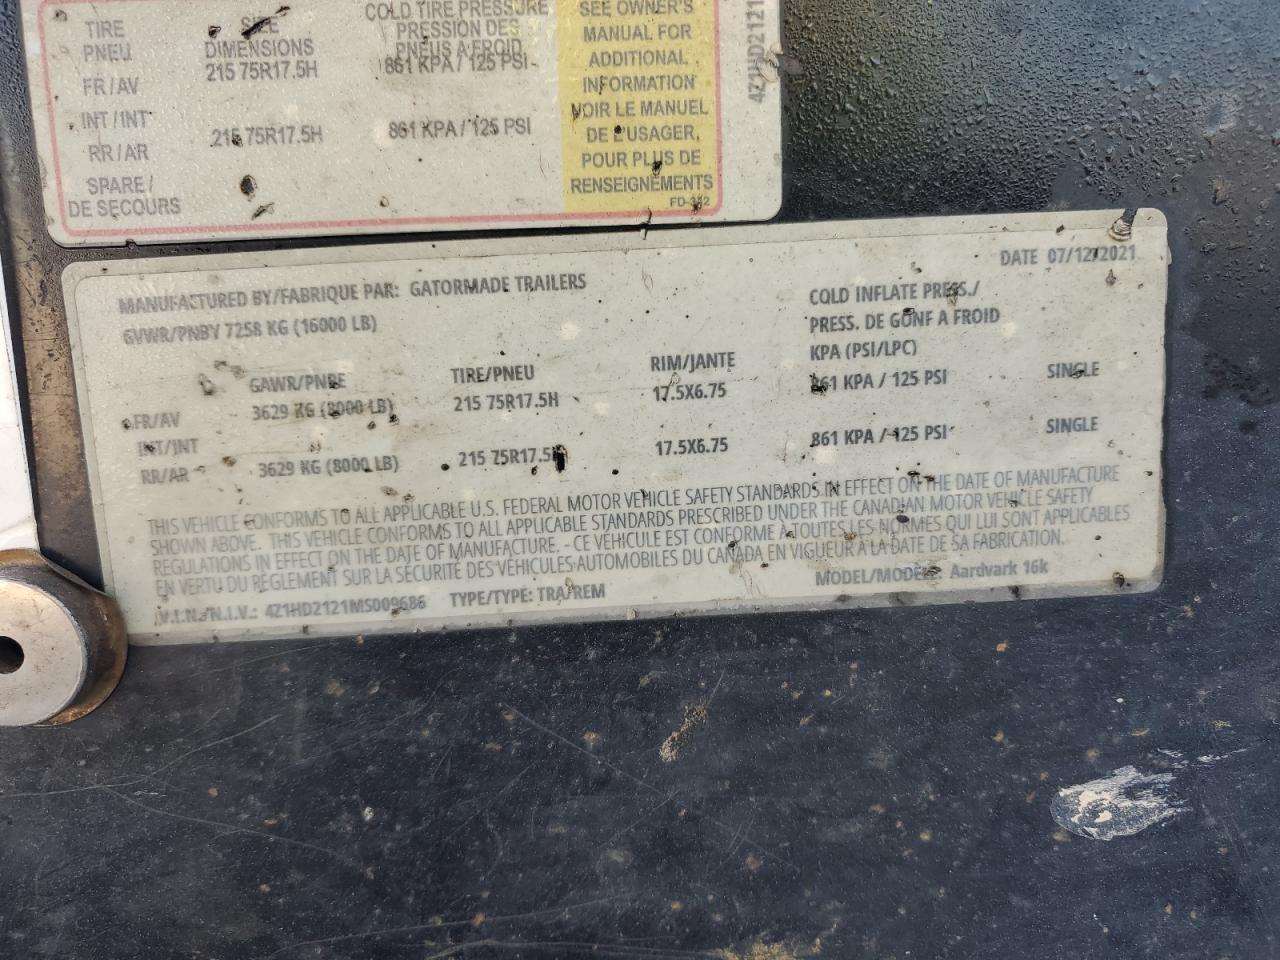 COLD TIRE PRESSURE
SEE OWNER'S
TIRE SIZE PRESSION DES
MANUAL FOR
PNEU DIMENSIONS PNEUS A FROID
ADDITIONAL
FR/AV 215 75R17.5H 861 KPA / 125 PSI
INFORMATION
INT/INT
VOIR LE MANUEL
RR/AR 215 75R17.5H 861 KPA / 125 PSI
DE L'USAGER,
POUR PLUS DE
SPARE/
RENSEIGNEMENTS
DE SECOURS
4Z1HD2121
DATE 07/12/2021
MANUFACTURED BY/FABRIQUE PAR: GATORMADE TRAILERS
GVWR/PNBY 7258 KG (16000 LB)
COLD INFLATE PRESS./
PRESS. DE GONF A FROID
KPA (PSI/LPC)
GAWR/PNBE TIRE/PNEU RIM/JANTE
FR/AV 3629 KG (8000 LB) 215 75R17.5H 17.5X6.75 861 KPA / 125 PSI SINGLE
INT/INT
RR/AR 3629 KG (8000 LB) 215 75R17.5H 17.5X6.75 861 KPA / 125 PSI SINGLE
THIS VEHICLE CONFORMS TO ALL APPLICABLE U.S. FEDERAL MOTOR VEHICLE SAFETY STANDARDS IN EFFECT ON THE DATE OF MANUFACTURE
SHOWN ABOVE. THIS VEHICLE CONFORMS TO ALL APPLICABLE STANDARDS PRESCRIBED UNDER THE CANADIAN MOTOR VEHICLE SAFETY
REGULATIONS IN EFFECT ON THE DATE OF MANUFACTURE. - CE VÉHICULE EST CONFORME À TOUTES LES NORMES QUI LUI SONT APPLICABLES
EN VERTU DU RÉGLEMENT SUR LA SÉCURITÉ DES VÉHICULES AUTOMOBILES DU CANADA EN VIGUEUR À LA DATE DE SA FABRICATION.
V.I.N./N.I.V.: 4Z1HD2121MS009686 TYPE/TYPE: TRA/REM MODEL/MODÈLE: Aardvark 16k